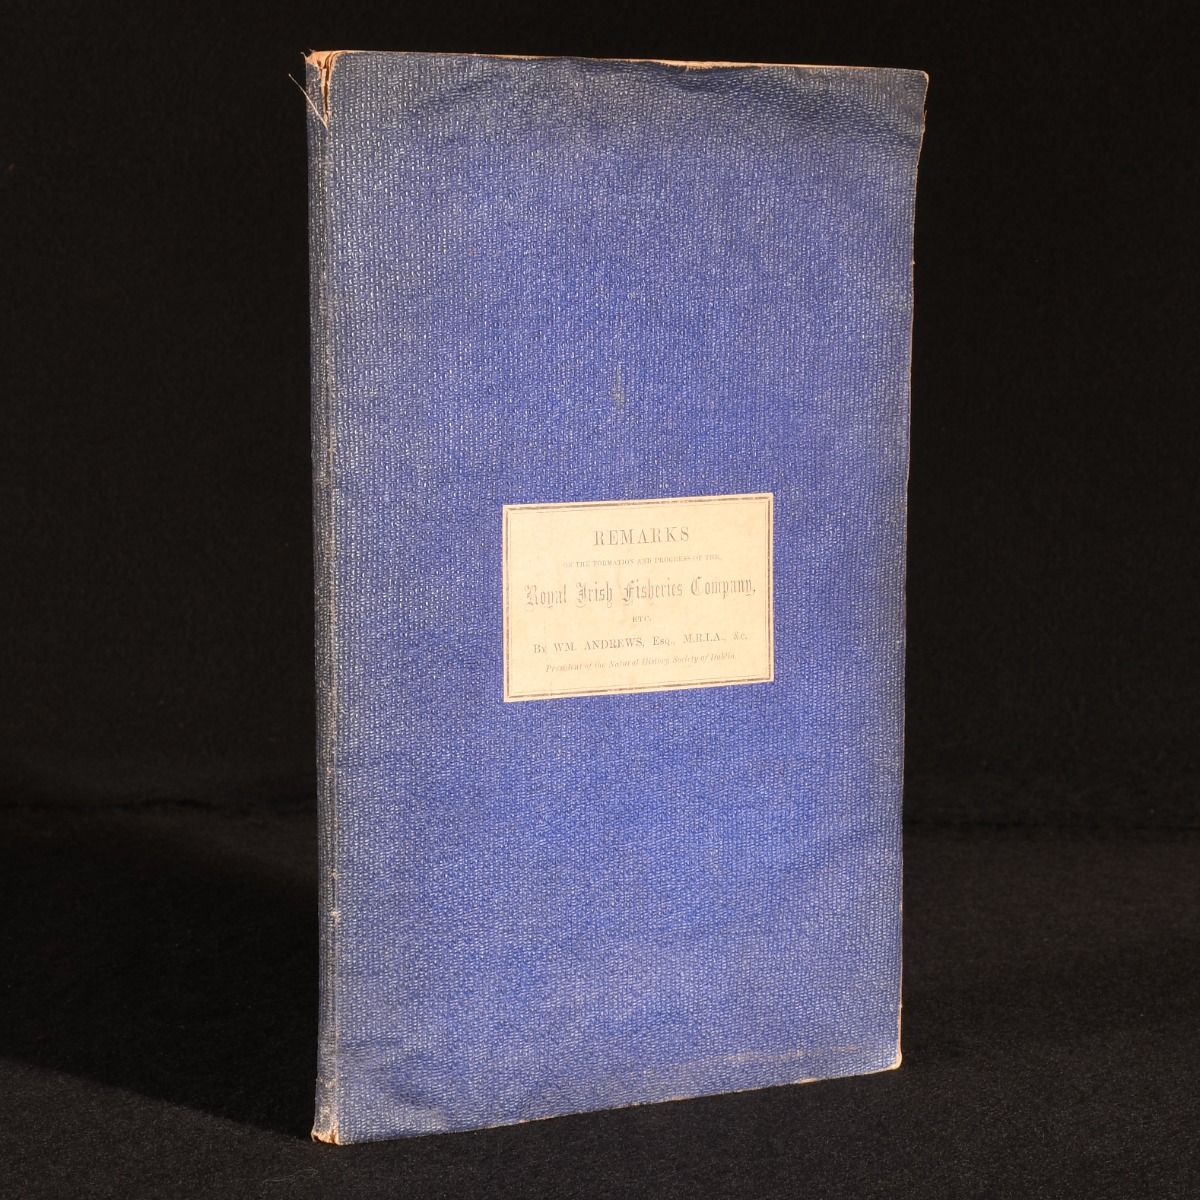 REMARKS
ON THE FORMATION AND PROGRESS OF THE
Royal Irish Fisheries Company,
ETC.
By WM. ANDREWS, Esq., M.R.I.A., &c.
President of the Natural History Society of Dublin